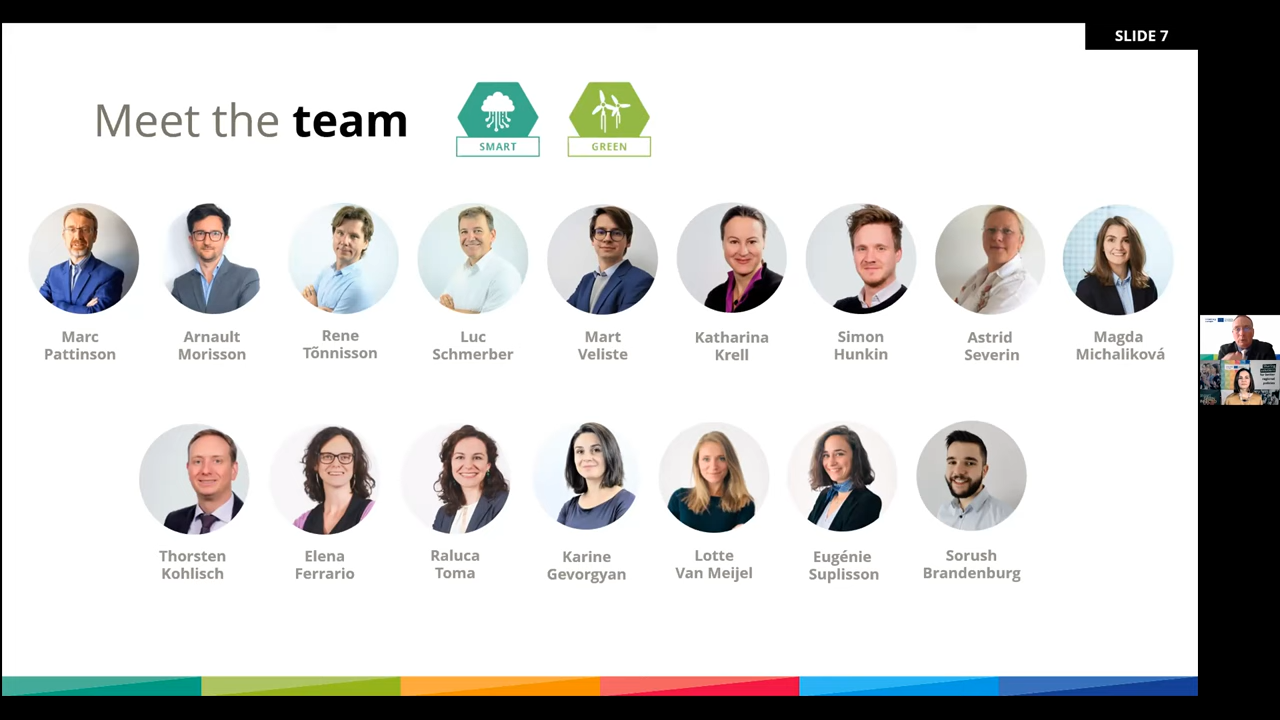 SLIDE 7
Meet the team
SMART
GREEN
Marc
Pattinson
Arnault
Morisson
Rene
Tõnnisson
Luc
Schmerber
Mart
Veliste
Katharina
Krell
Simon
Hunkin
Astrid
Severin
Magda
Michaliková
Thorsten
Kohlisch
Elena
Ferrario
Raluca
Toma
Karine
Gevorgyan
Lotte
Van Meijel
Eugénie
Suplisson
Sorush
Brandenburg